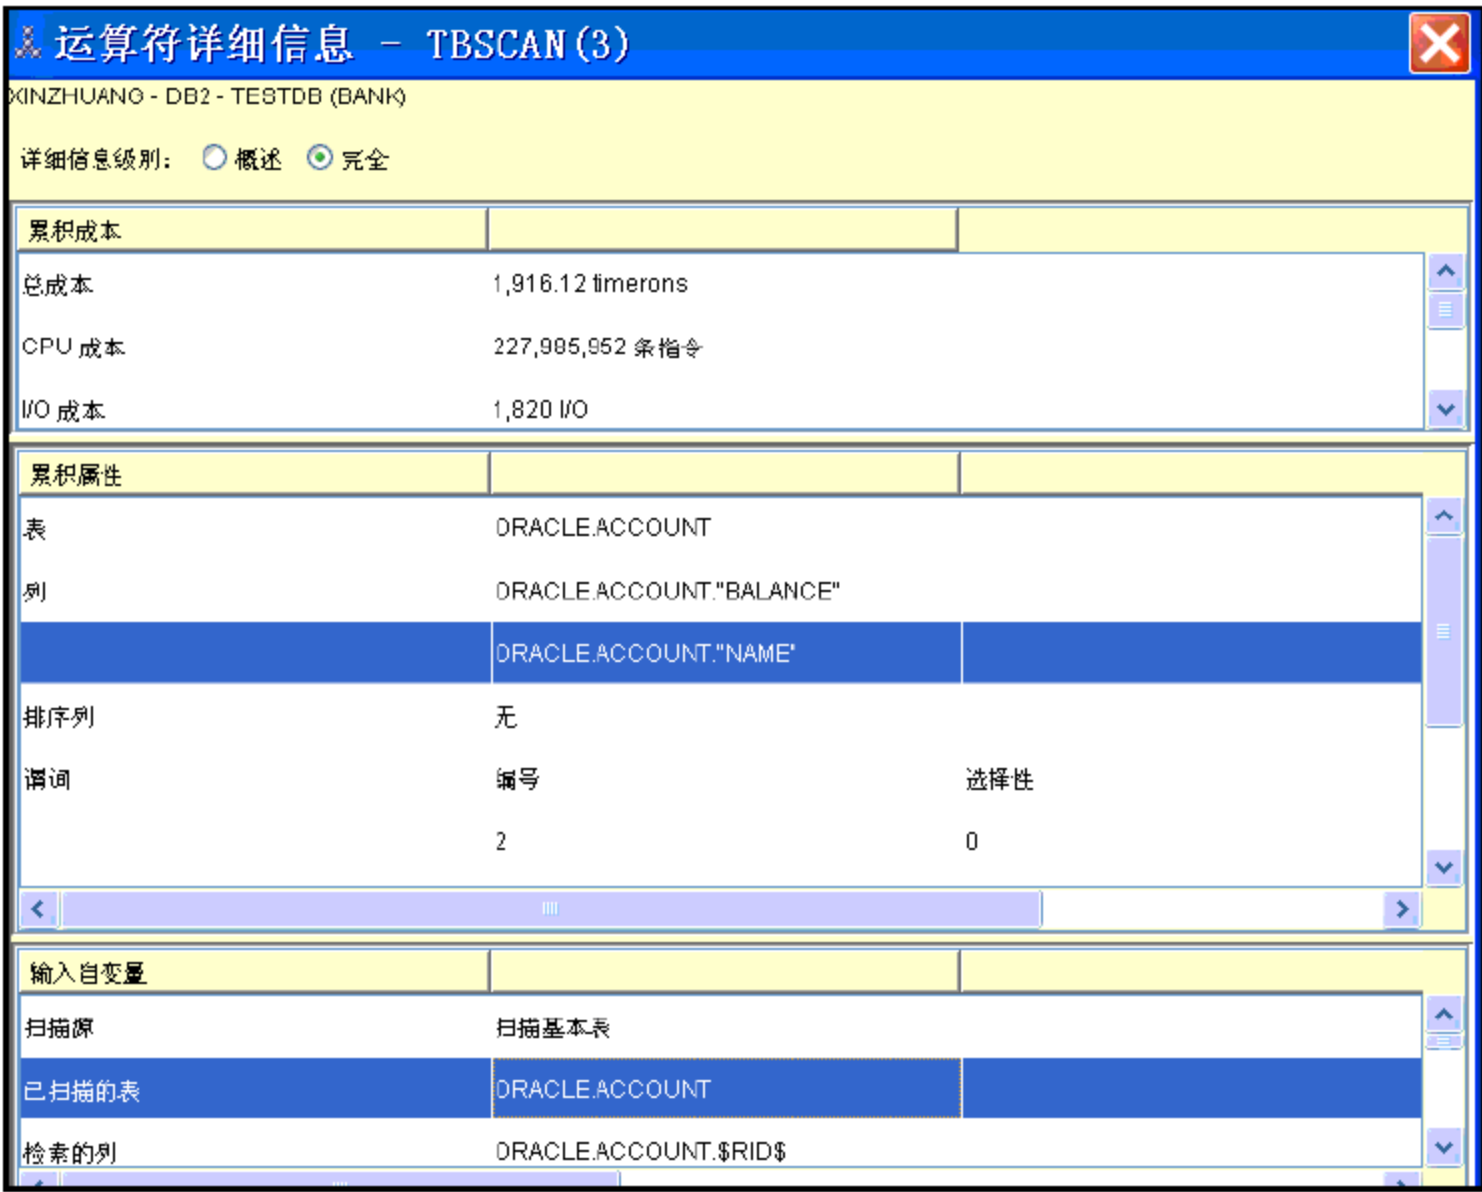 运算符详细信息 - TBSCAN(3)
XINZHUANG - DB2 - TESTDB (BANK)
详细信息级别： 概述 完全
累积成本
总成本 1,916.12 timerons
CPU 成本 227,985,952 条指令
I/O 成本 1,820 I/O
累积属性
表 ORACLE.ACCOUNT
列 ORACLE.ACCOUNT."BALANCE"
ORACLE.ACCOUNT."NAME"
排序列 无
谓词 编号 选择性
2 0
输入自变量
扫描源 扫描基本表
已扫描的表 ORACLE.ACCOUNT
检索的列 ORACLE.ACCOUNT.$RID$